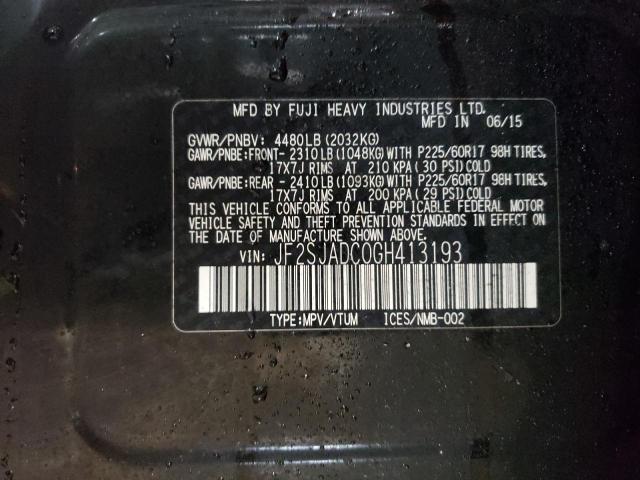 MFD BY FUJI HEAVY INDUSTRIES LTD.
MFD IN 06/15
GVWR/PNBV: 4480LB (2032KG)
GAWR/PNBE:FRONT- 2310 LB (1048KG) WITH P225/60R17 98H TIRES,
17X7J RIMS AT 210 KPA (30 PSI) COLD
GAWR/PNBE:REAR - 2410 LB (1093KG) WITH P225/60R17 98H TIRES,
17X7J RIMS AT 200 KPA (29 PSI) COLD
THIS VEHICLE CONFORMS TO ALL APPLICABLE FEDERAL MOTOR
VEHICLE SAFETY AND THEFT PREVENTION STANDARDS IN EFFECT ON
THE DATE OF MANUFACTURE SHOWN ABOVE.
VIN: JF2SJADC0GH413193
TYPE:MPV/VTUM ICES/NMB-002